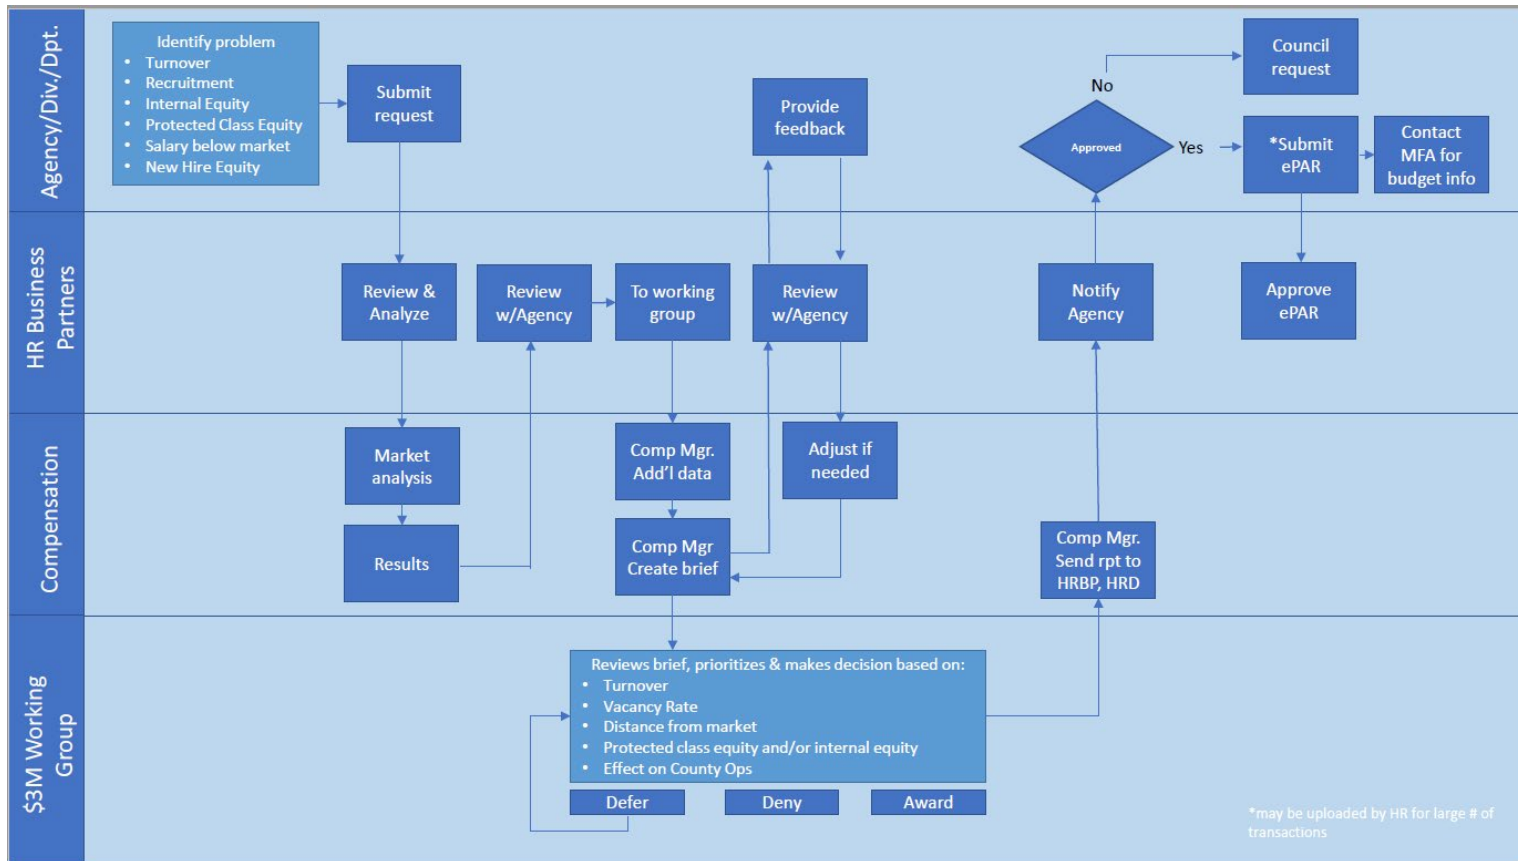 Agency/Div./Dpt.
Identify problem
• Turnover
• Recruitment
• Internal Equity
• Protected Class Equity
• Salary below market
• New Hire Equity
Submit
request
Provide
feedback
No
Approved
Yes
Council
request
*Submit
ePAR
Contact
MFA for
budget info
HR Business
Partners
Review &
Analyze
Review
w/Agency
To working
group
Review
w/Agency
Notify
Agency
Approve
ePAR
Compensation
Market
analysis
Results
Comp Mgr.
Add'l data
Comp Mgr
Create brief
Adjust if
needed
Comp Mgr.
Send rpt to
HRBP, HRD
$3M Working
Group
Reviews brief, prioritizes & makes decision based on:
• Turnover
• Vacancy Rate
• Distance from market
• Protected class equity and/or internal equity
• Effect on County Ops
Defer
Deny
Award
*may be uploaded by HR for large # of
transactions